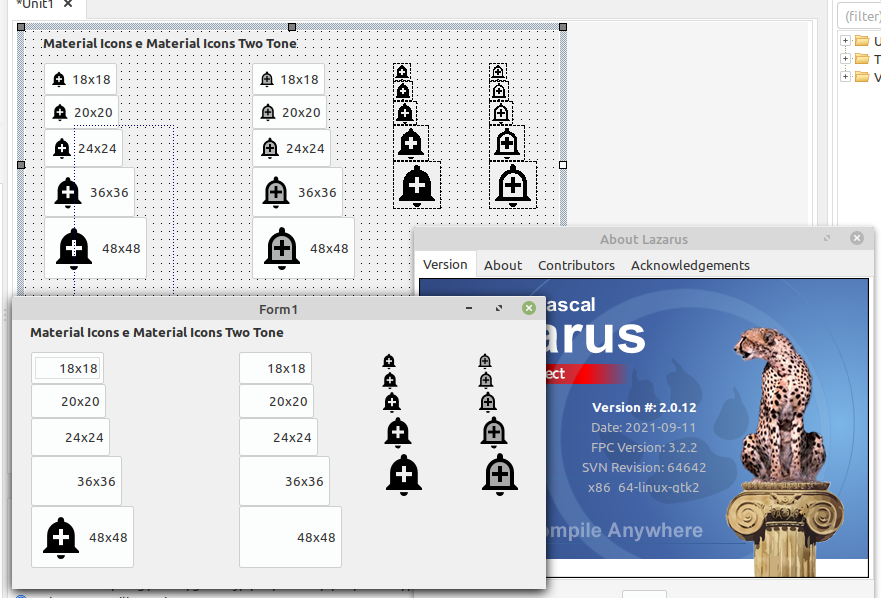 *Unit1
(filter)
Material Icons e Material Icons Two Tone
18x18 18x18
20x20 20x20
24x24 24x24
36x36 36x36
48x48 48x48
About Lazarus
Version About Contributors Acknowledgements
Form1
Material Icons e Material Icons Two Tone
18x18 18x18
20x20 20x20
24x24 24x24
36x36 36x36
48x48 48x48
ascal
arus
ect
Version #: 2.0.12
Date: 2021-09-11
FPC Version: 3.2.2
SVN Revision: 64642
x86_64-linux-gtk2
ompile Anywhere
U
T
V